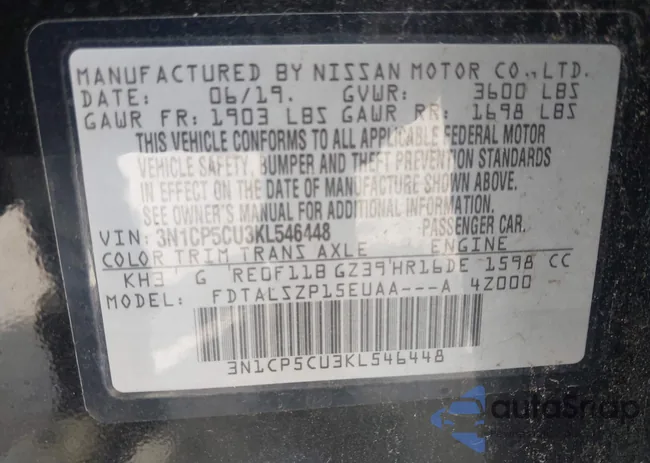 MANUFACTURED BY NISSAN MOTOR CO.,LTD.
DATE: 06/19. GVWR: 3600 LBS
GAWR FR: 1903 LBS GAWR RR: 1698 LBS
THIS VEHICLE CONFORMS TO ALL APPLICABLE FEDERAL MOTOR
VEHICLE SAFETY, BUMPER AND THEFT PREVENTION STANDARDS
IN EFFECT ON THE DATE OF MANUFACTURE SHOWN ABOVE.
SEE OWNER'S MANUAL FOR ADDITIONAL INFORMATION.
VIN: 3N1CP5CU3KL546448 PASSENGER CAR.
COLOR TRIM TRANS AXLE ENGINE
KH3 G RE0F11B GZ39 HR16DE 1598 CC
MODEL: FDTALSZP15EUAA---A 4Z000
3N1CP5CU3KL546448
autoSnap